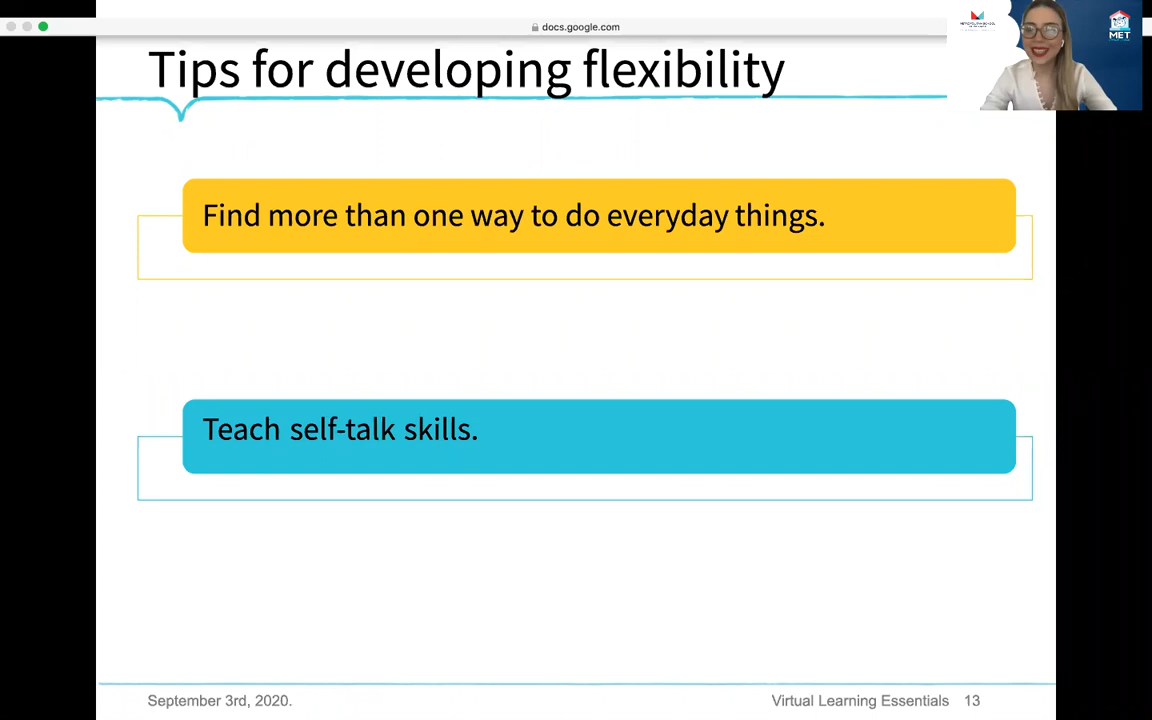 docs.google.com
MET
Tips for developing flexibility
Find more than one way to do everyday things.
Teach self-talk skills.
September 3rd, 2020.
Virtual Learning Essentials 13